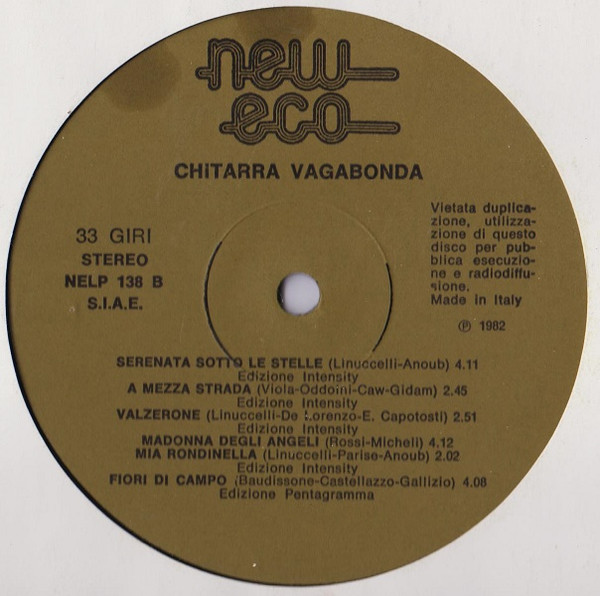 new
eco
CHiTARRA VAGABONDA
33 GIRI
STEREO
NELP 138 B
S.I.A.E.
Vietata duplica-
zione, utilizza-
zione di questo
disco per pub-
blica esecuzio-
ne e radiodiffu-
sione.
Made in Italy
℗ 1982
SERENATA SOTTO LE STELLE (Linuccelli-Anoub) 4.11
Edizione Intensity
A MEZZA STRADA (Viola-Oddoini-Caw-Gidam) 2.45
Edizione Intensity
VALZERONE (Linuccelli-De Lorenzo-E. Capotosti) 2.51
Edizione Intensity
MADONNA DEGLI ANGELI (Rossi-Micheli) 4.12
MIA RONDINELLA (Linuccelli-Parise-Anoub) 2.02
Edizione Intensity
FIORI DI CAMPO (Baudissone-Castellazzo-Gallizio) 4.08
Edizione Pentagramma